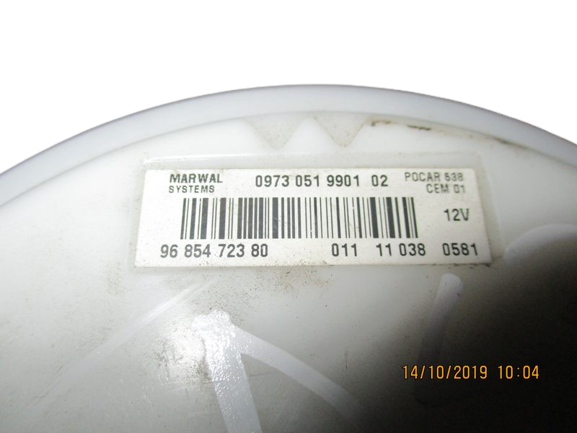 MARWAL 0973 051 9901 02 POCAR 638
SYSTEMS CEM 01
12V
96 854 723 80 011 11 038 0581
14/10/2019 10:04